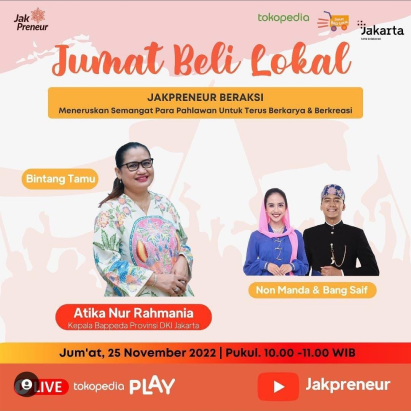 Jak
Preneur
tokopedia
Jakarta
Jumat Beli Lokal
JAKPRENEUR BERAKSI
Meneruskan Semangat Para Pahlawan Untuk Terus Berkarya & Berkreasi
Bintang Tamu
Non Manda & Bang Saif
Atika Nur Rahmania
Kepala Bappeda Provinsi DKI Jakarta
Jum'at, 25 November 2022 | Pukul. 10.00 -11.00 WIB
LIVE tokopedia PLAY
Jakpreneur